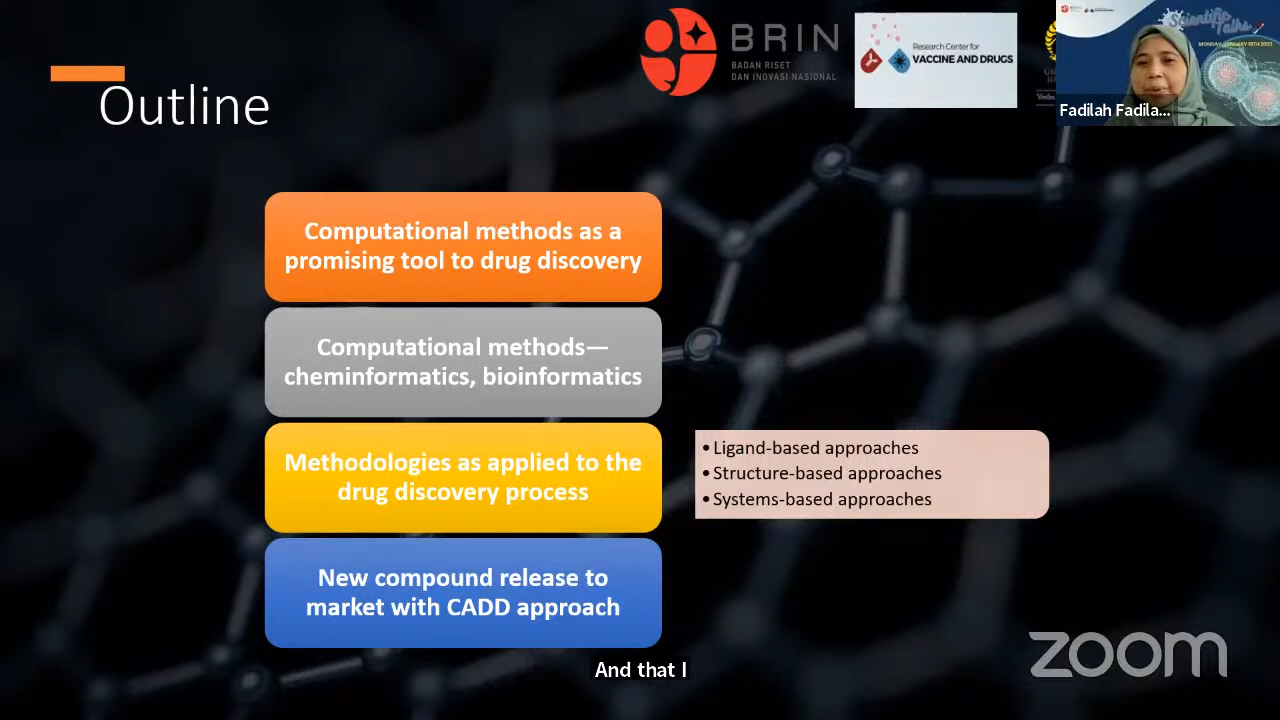 Outline
BRIN
BADAN RISET
DAN INOVASI NASIONAL
Research Center for
VACCINE AND DRUGS
Scientific
Talks
Fadilah Fadila...
Computational methods as a
promising tool to drug discovery
Computational methods—
cheminformatics, bioinformatics
Methodologies as applied to the
drug discovery process
• Ligand-based approaches
• Structure-based approaches
• Systems-based approaches
New compound release to
market with CADD approach
And that I
zoom